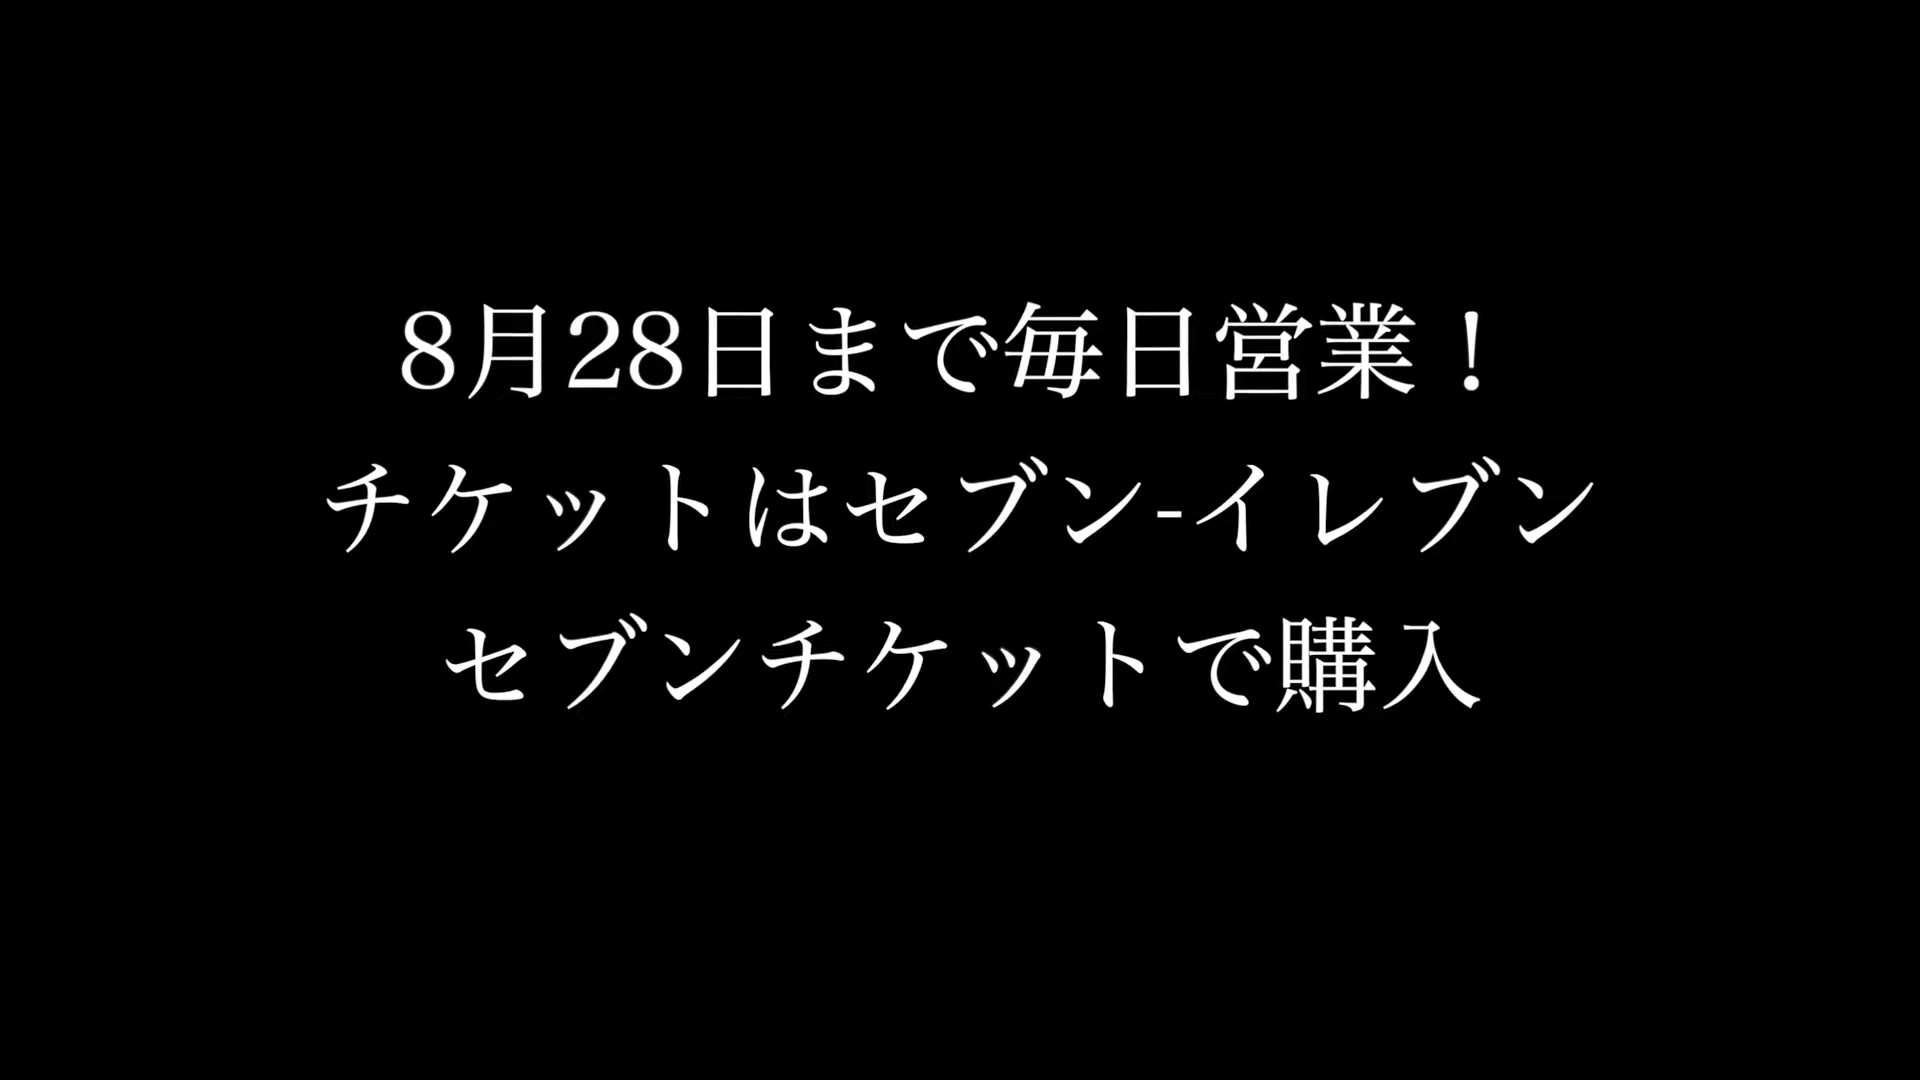 8月28日まで毎日営業！
チケットはセブン-イレブン
セブンチケットで購入